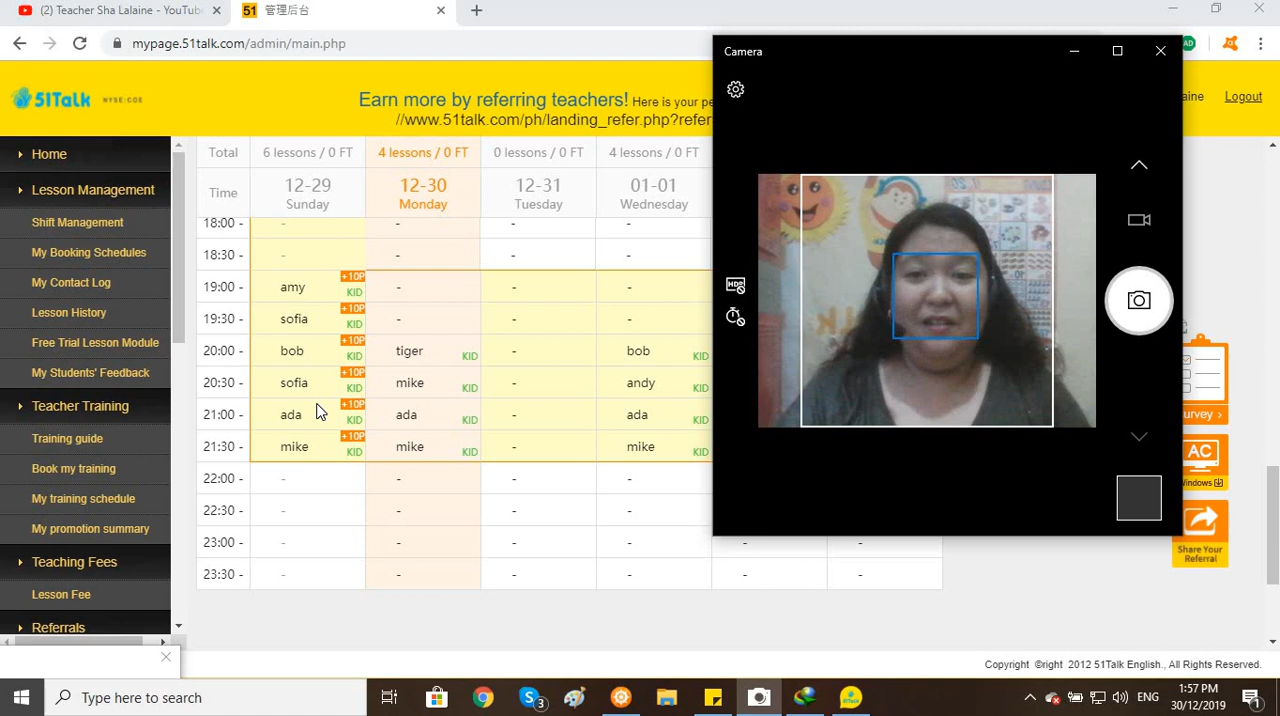 (2) Teacher Sha Lalaine - YouTube
51 管理后台
mypage.51talk.com/admin/main.php
AD
51Talk NYSE:COE
Earn more by referring teachers! Here is your pe
//www.51talk.com/ph/landing_refer.php?refer
aine Logout
Camera
Home
Lesson Management
Shift Management
My Booking Schedules
My Contact Log
Lesson History
Free Trial Lesson Module
My Students' Feedback
Teacher Training
Training guide
Book my training
My training schedule
My promotion summary
Teaching Fees
Lesson Fee
Referrals
Total 6 lessons / 0 FT 4 lessons / 0 FT 0 lessons / 0 FT 4 lessons / 0 FT
Time 12-29 12-30 12-31 01-01
Sunday Monday Tuesday Wednesday
18:00 - - - - -
18:30 - - - - -
19:00 - amy +10P KID - - -
19:30 - sofia +10P KID - - -
20:00 - bob +10P KID tiger KID - bob KID
20:30 - sofia +10P KID mike KID - andy KID
21:00 - ada +10P KID ada KID - ada KID
21:30 - mike +10P KID mike KID - mike KID
22:00 - - - - -
22:30 - - - - -
23:00 - - - - - - -
23:30 - - - - - - -
HDR
urvey >
AC
Windows
Share Your
Referral
Copyright ©right 2012 51Talk English., All Rights Reserved.
Type here to search
S 3
ENG
1:57 PM
30/12/2019
1